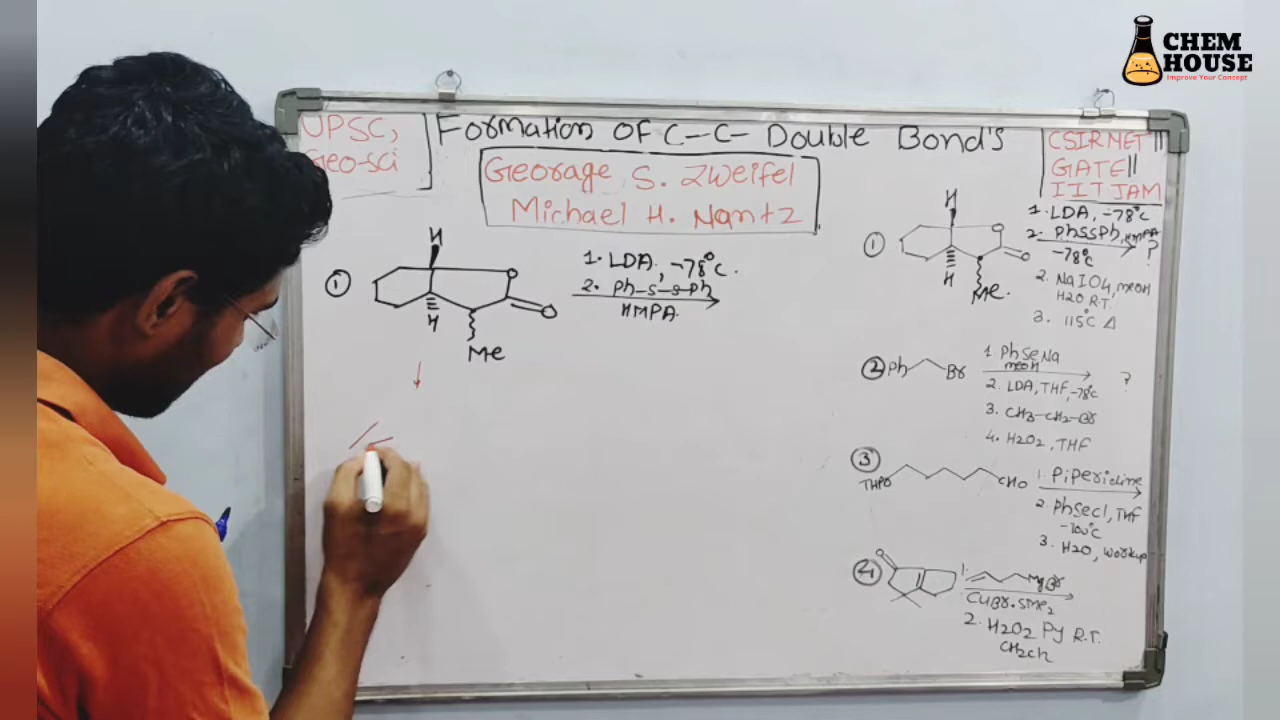 CHEM
HOUSE
Improve Your Concept
UPSC,
Geo-sci
Formation OF C-C- Double Bond's
Georage S. Zweifel
Michael H. Nantz
CSIR NET |||
GATE ||
IIT JAM
①
H
O
O
H
Me
1. LDA, -78°C.
2. Ph-S-S-Ph
HMPA.
①
H
O
O
H
Me.
1. LDA, -78°C
2. PhSSPh, HMPA
-78°C
?
2. NaIO4, MeOH
H2O R.T.
3. 115°C Δ
② Ph Br
1. PhSeNa
MeOH
?
2. LDA, THF, -78°C
3. CH3-CH2-Br
4. H2O2, THF
③
THPO CHO
1. Piperidine
2. PhSeCl, THF
-100°C
3. H2O, Workup
④
O
1. MgBr
CuBr.SMe2
2. H2O2 Py R.T.